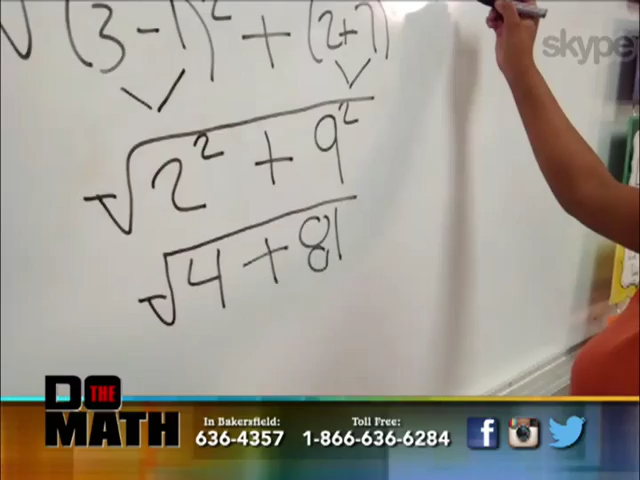 √(3-1)² + (2+7)
skype
√2² + 9²
√4 + 81
DO THE MATH
In Bakersfield:
636-4357
Toll Free:
1-866-636-6284